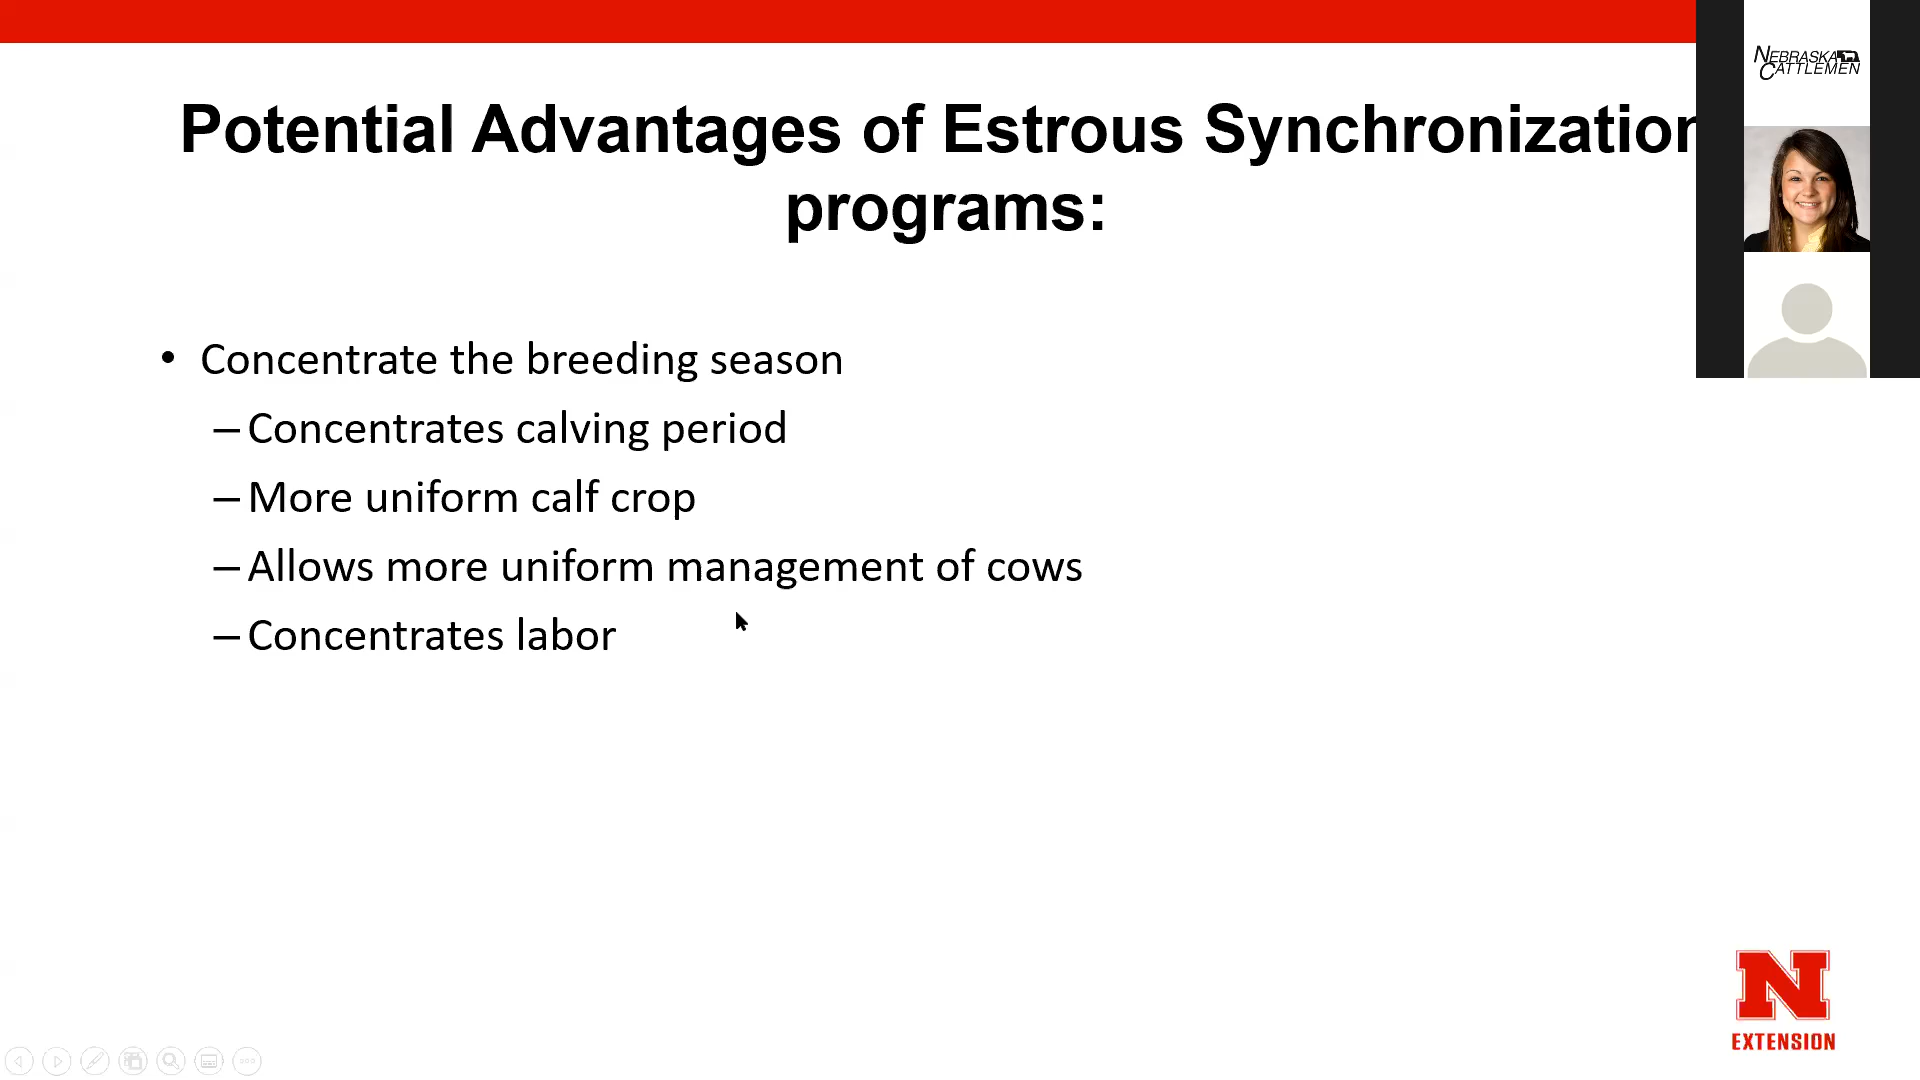 Potential Advantages of Estrous Synchronization
programs:
• Concentrate the breeding season
– Concentrates calving period
– More uniform calf crop
– Allows more uniform management of cows
– Concentrates labor
NEBRASKA
CATTLEMEN
N
EXTENSION